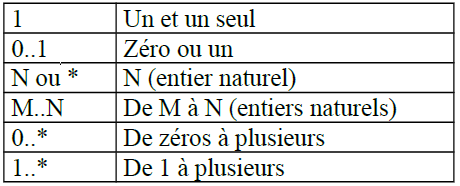 1 Un et un seul
0..1 Zéro ou un
N ou * N (entier naturel)
M..N De M à N (entiers naturels)
0..* De zéros à plusieurs
1..* De 1 à plusieurs